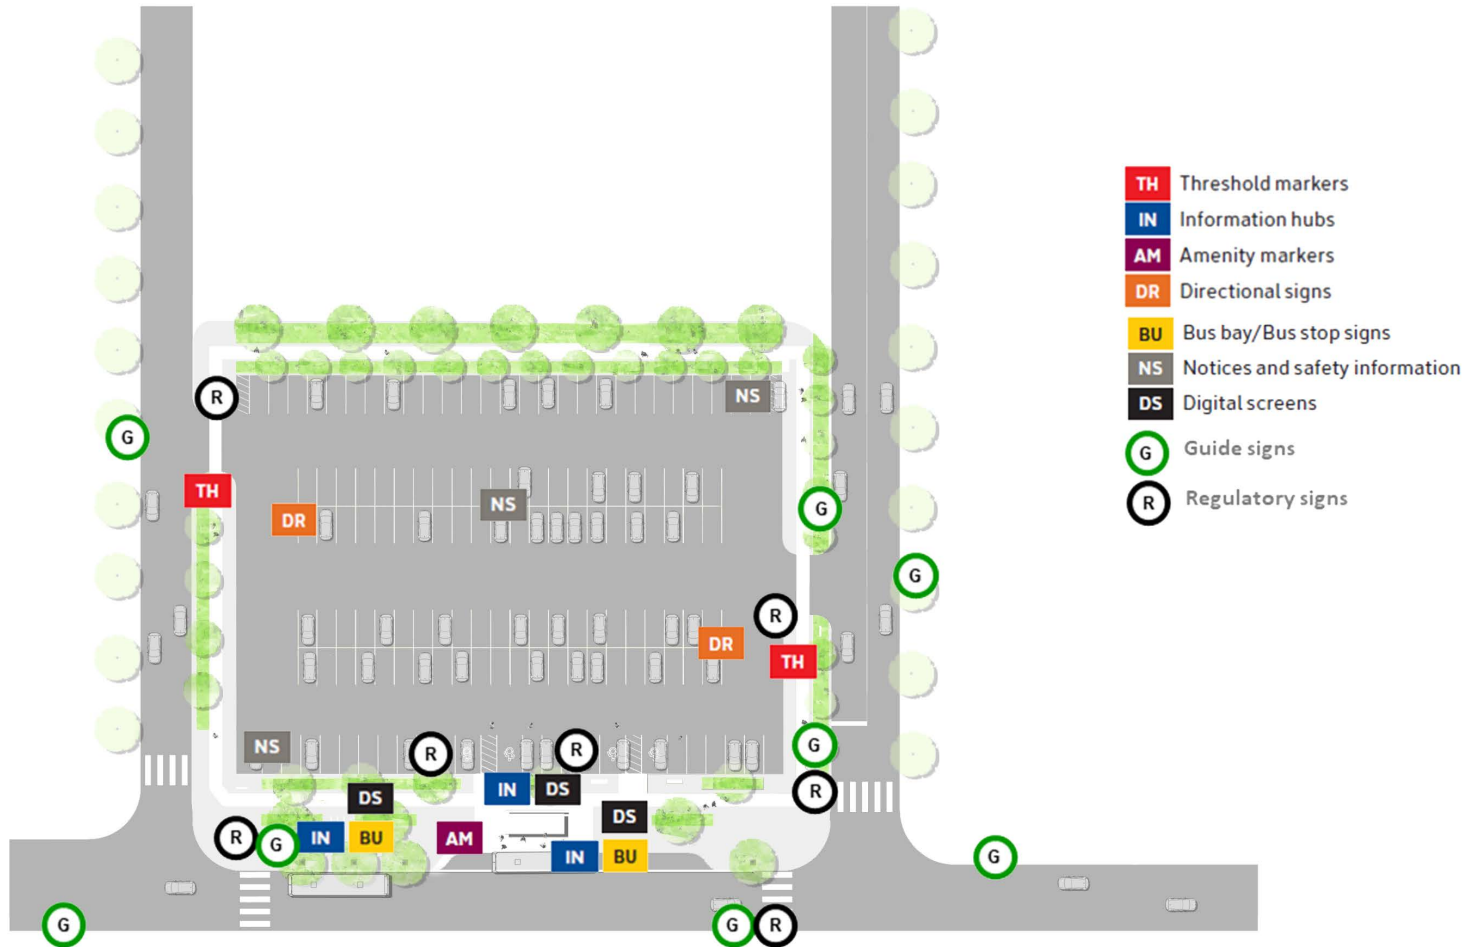 TH Threshold markers
IN Information hubs
AM Amenity markers
DR Directional signs
BU Bus bay/Bus stop signs
NS Notices and safety information
DS Digital screens
G Guide signs
R Regulatory signs
R
NS
G
TH
NS
DR
G
G
R
DR
TH
NS
R
R
G
IN
DS
R
DS
DS
R
G
IN
BU
AM
IN
BU
G
G
G
R